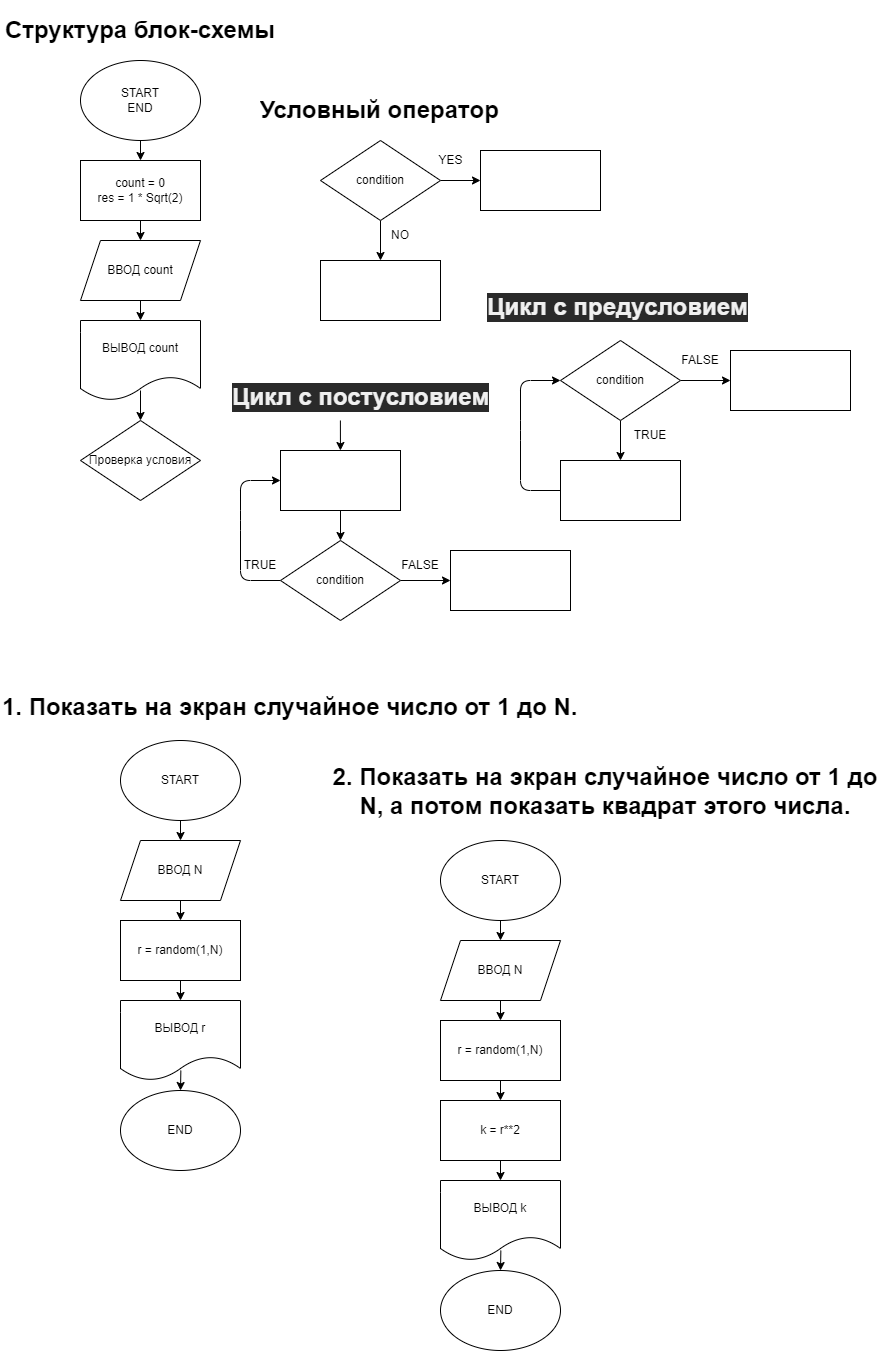 Структура блок-схемы
START
END
count = 0
res = 1 * Sqrt(2)
ВВОД count
ВЫВОД count
Проверка условия
Условный оператор
condition
YES
NO
Цикл с предусловием
condition
FALSE
TRUE
Цикл с постусловием
TRUE
condition
FALSE
1. Показать на экран случайное число от 1 до N.
START
ВВОД N
r = random(1,N)
ВЫВОД r
END
2. Показать на экран случайное число от 1 до
N, а потом показать квадрат этого числа.
START
ВВОД N
r = random(1,N)
k = r**2
ВЫВОД k
END